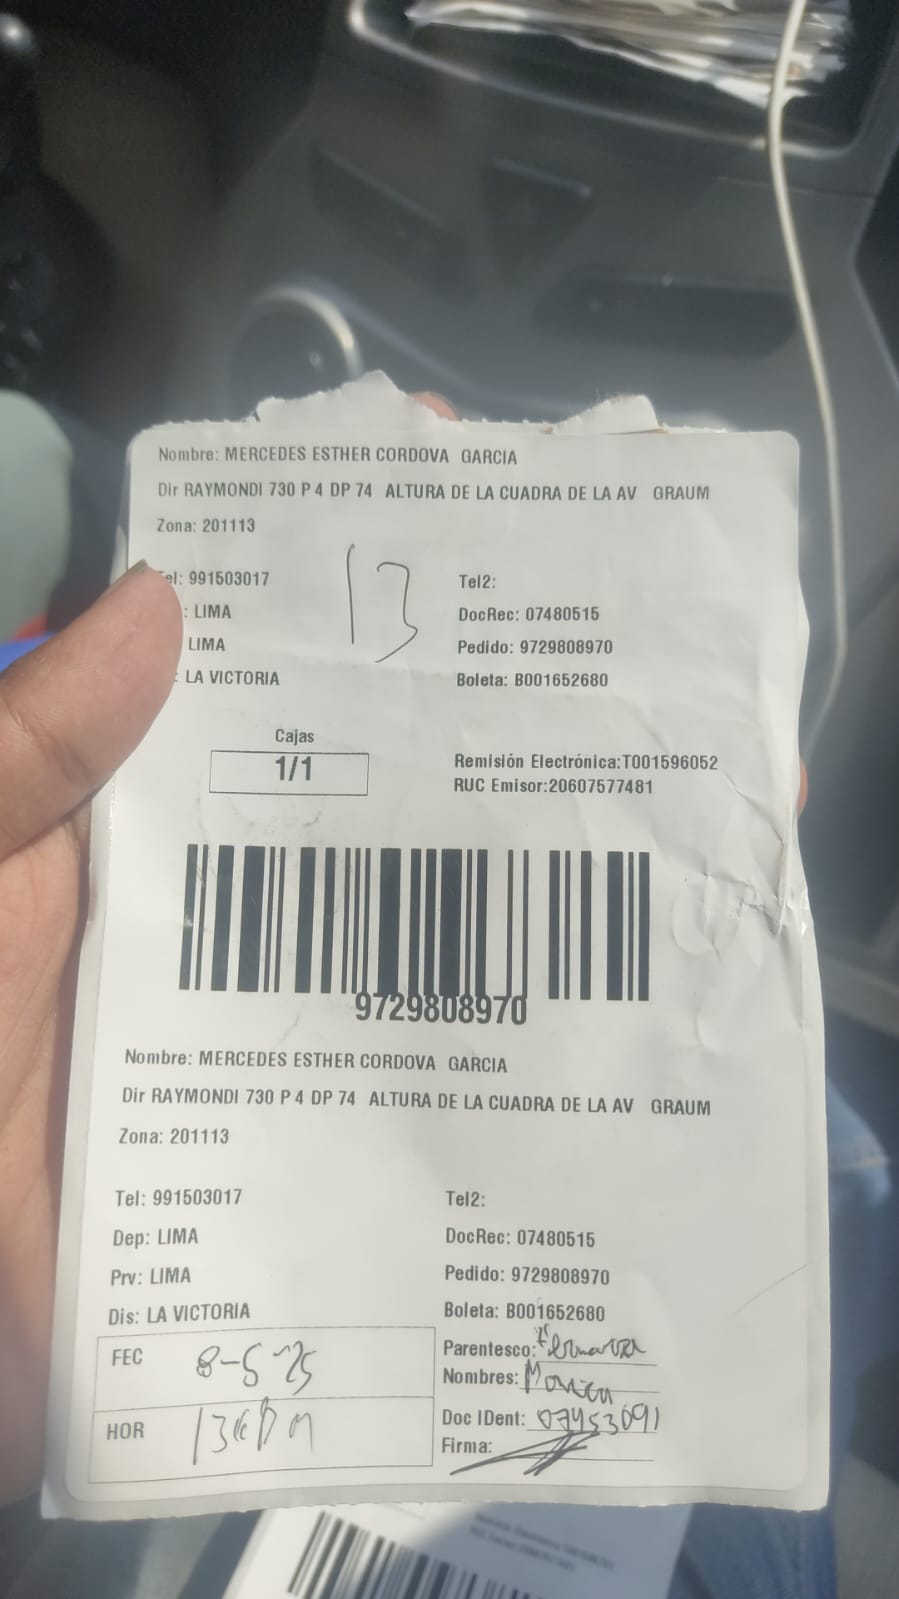 Nombre: MERCEDES ESTHER CORDOVA GARCIA
Dir RAYMONDI 730 P 4 DP 74 ALTURA DE LA CUADRA DE LA AV GRAUM
Zona: 201113
13
el: 991503017 Tel2:
: LIMA DocRec: 07480515
LIMA Pedido: 9729808970
: LA VICTORIA Boleta: B001652680
Cajas
1/1
Remisión Electrónica:T001596052
RUC Emisor:20607577481
9729808970
Nombre: MERCEDES ESTHER CORDOVA GARCIA
Dir RAYMONDI 730 P 4 DP 74 ALTURA DE LA CUADRA DE LA AV GRAUM
Zona: 201113
Tel: 991503017 Tel2:
Dep: LIMA DocRec: 07480515
Prv: LIMA Pedido: 9729808970
Dis: LA VICTORIA Boleta: B001652680
FEC 8-5-25
HOR
Parentesco: Hermana
Nombres: Monica
Doc IDent: 07453091
Firma: